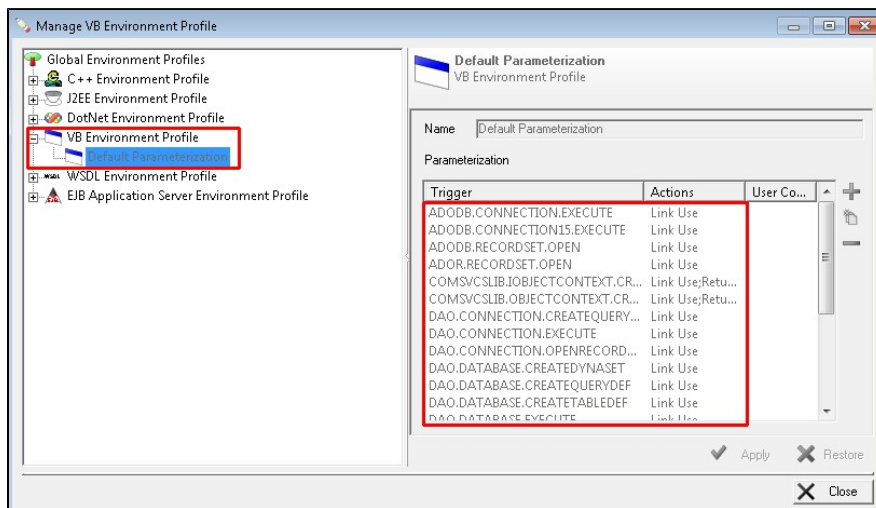 Manage VB Environment Profile
Global Environment Profiles
C++ Environment Profile
J2EE Environment Profile
DotNet Environment Profile
VB Environment Profile
Default Parameterization
WSDL Environment Profile
EJB Application Server Environment Profile
Default Parameterization
VB Environment Profile
Name Default Parameterization
Parameterization
Trigger Actions User Co...
ADODB.CONNECTION.EXECUTE Link Use
ADODB.CONNECTION15.EXECUTE Link Use
ADODB.RECORDSET.OPEN Link Use
ADOR.RECORDSET.OPEN Link Use
COMSVCSLIB.IOBJECTCONTEXT.CR... Link Use;Retu...
COMSVCSLIB.OBJECTCONTEXT.CR... Link Use;Retu...
DAO.CONNECTION.CREATEQUERY... Link Use
DAO.CONNECTION.EXECUTE Link Use
DAO.CONNECTION.OPENRECORD... Link Use
DAO.DATABASE.CREATEDYNASET Link Use
DAO.DATABASE.CREATEQUERYDEF Link Use
DAO.DATABASE.CREATETABLEDEF Link Use
DAO.DATABASE.EXECUTE Link Use
Apply Restore
Close